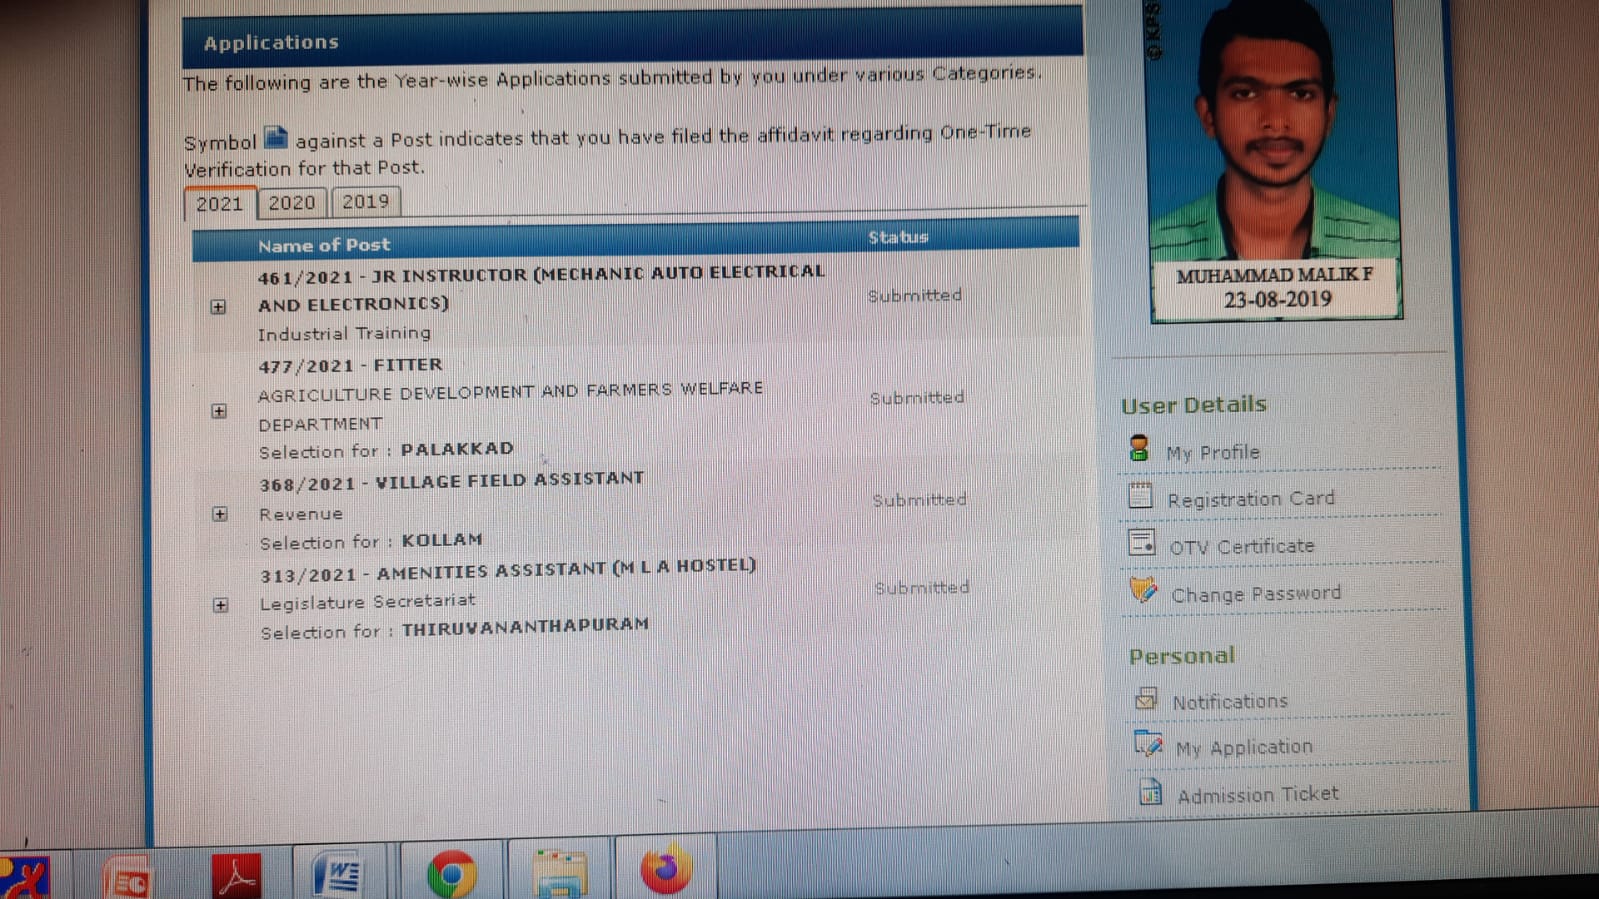 Applications
The following are the Year-wise Applications submitted by you under various Categories.
Symbol against a Post indicates that you have filed the affidavit regarding One-Time
Verification for that Post.
2021 2020 2019
Name of Post Status
461/2021 - JR INSTRUCTOR (MECHANIC AUTO ELECTRICAL
AND ELECTRONICS)
Submitted
Industrial Training
477/2021 - FITTER
AGRICULTURE DEVELOPMENT AND FARMERS WELFARE
Submitted
DEPARTMENT
Selection for : PALAKKAD
368/2021 - VILLAGE FIELD ASSISTANT
Submitted
Revenue
Selection for : KOLLAM
313/2021 - AMENITIES ASSISTANT (M L A HOSTEL)
Submitted
Legislature Secretariat
Selection for : THIRUVANANTHAPURAM
MUHAMMAD MALIK F
23-08-2019
User Details
My Profile
Registration Card
OTV Certificate
Change Password
Personal
Notifications
My Application
Admission Ticket